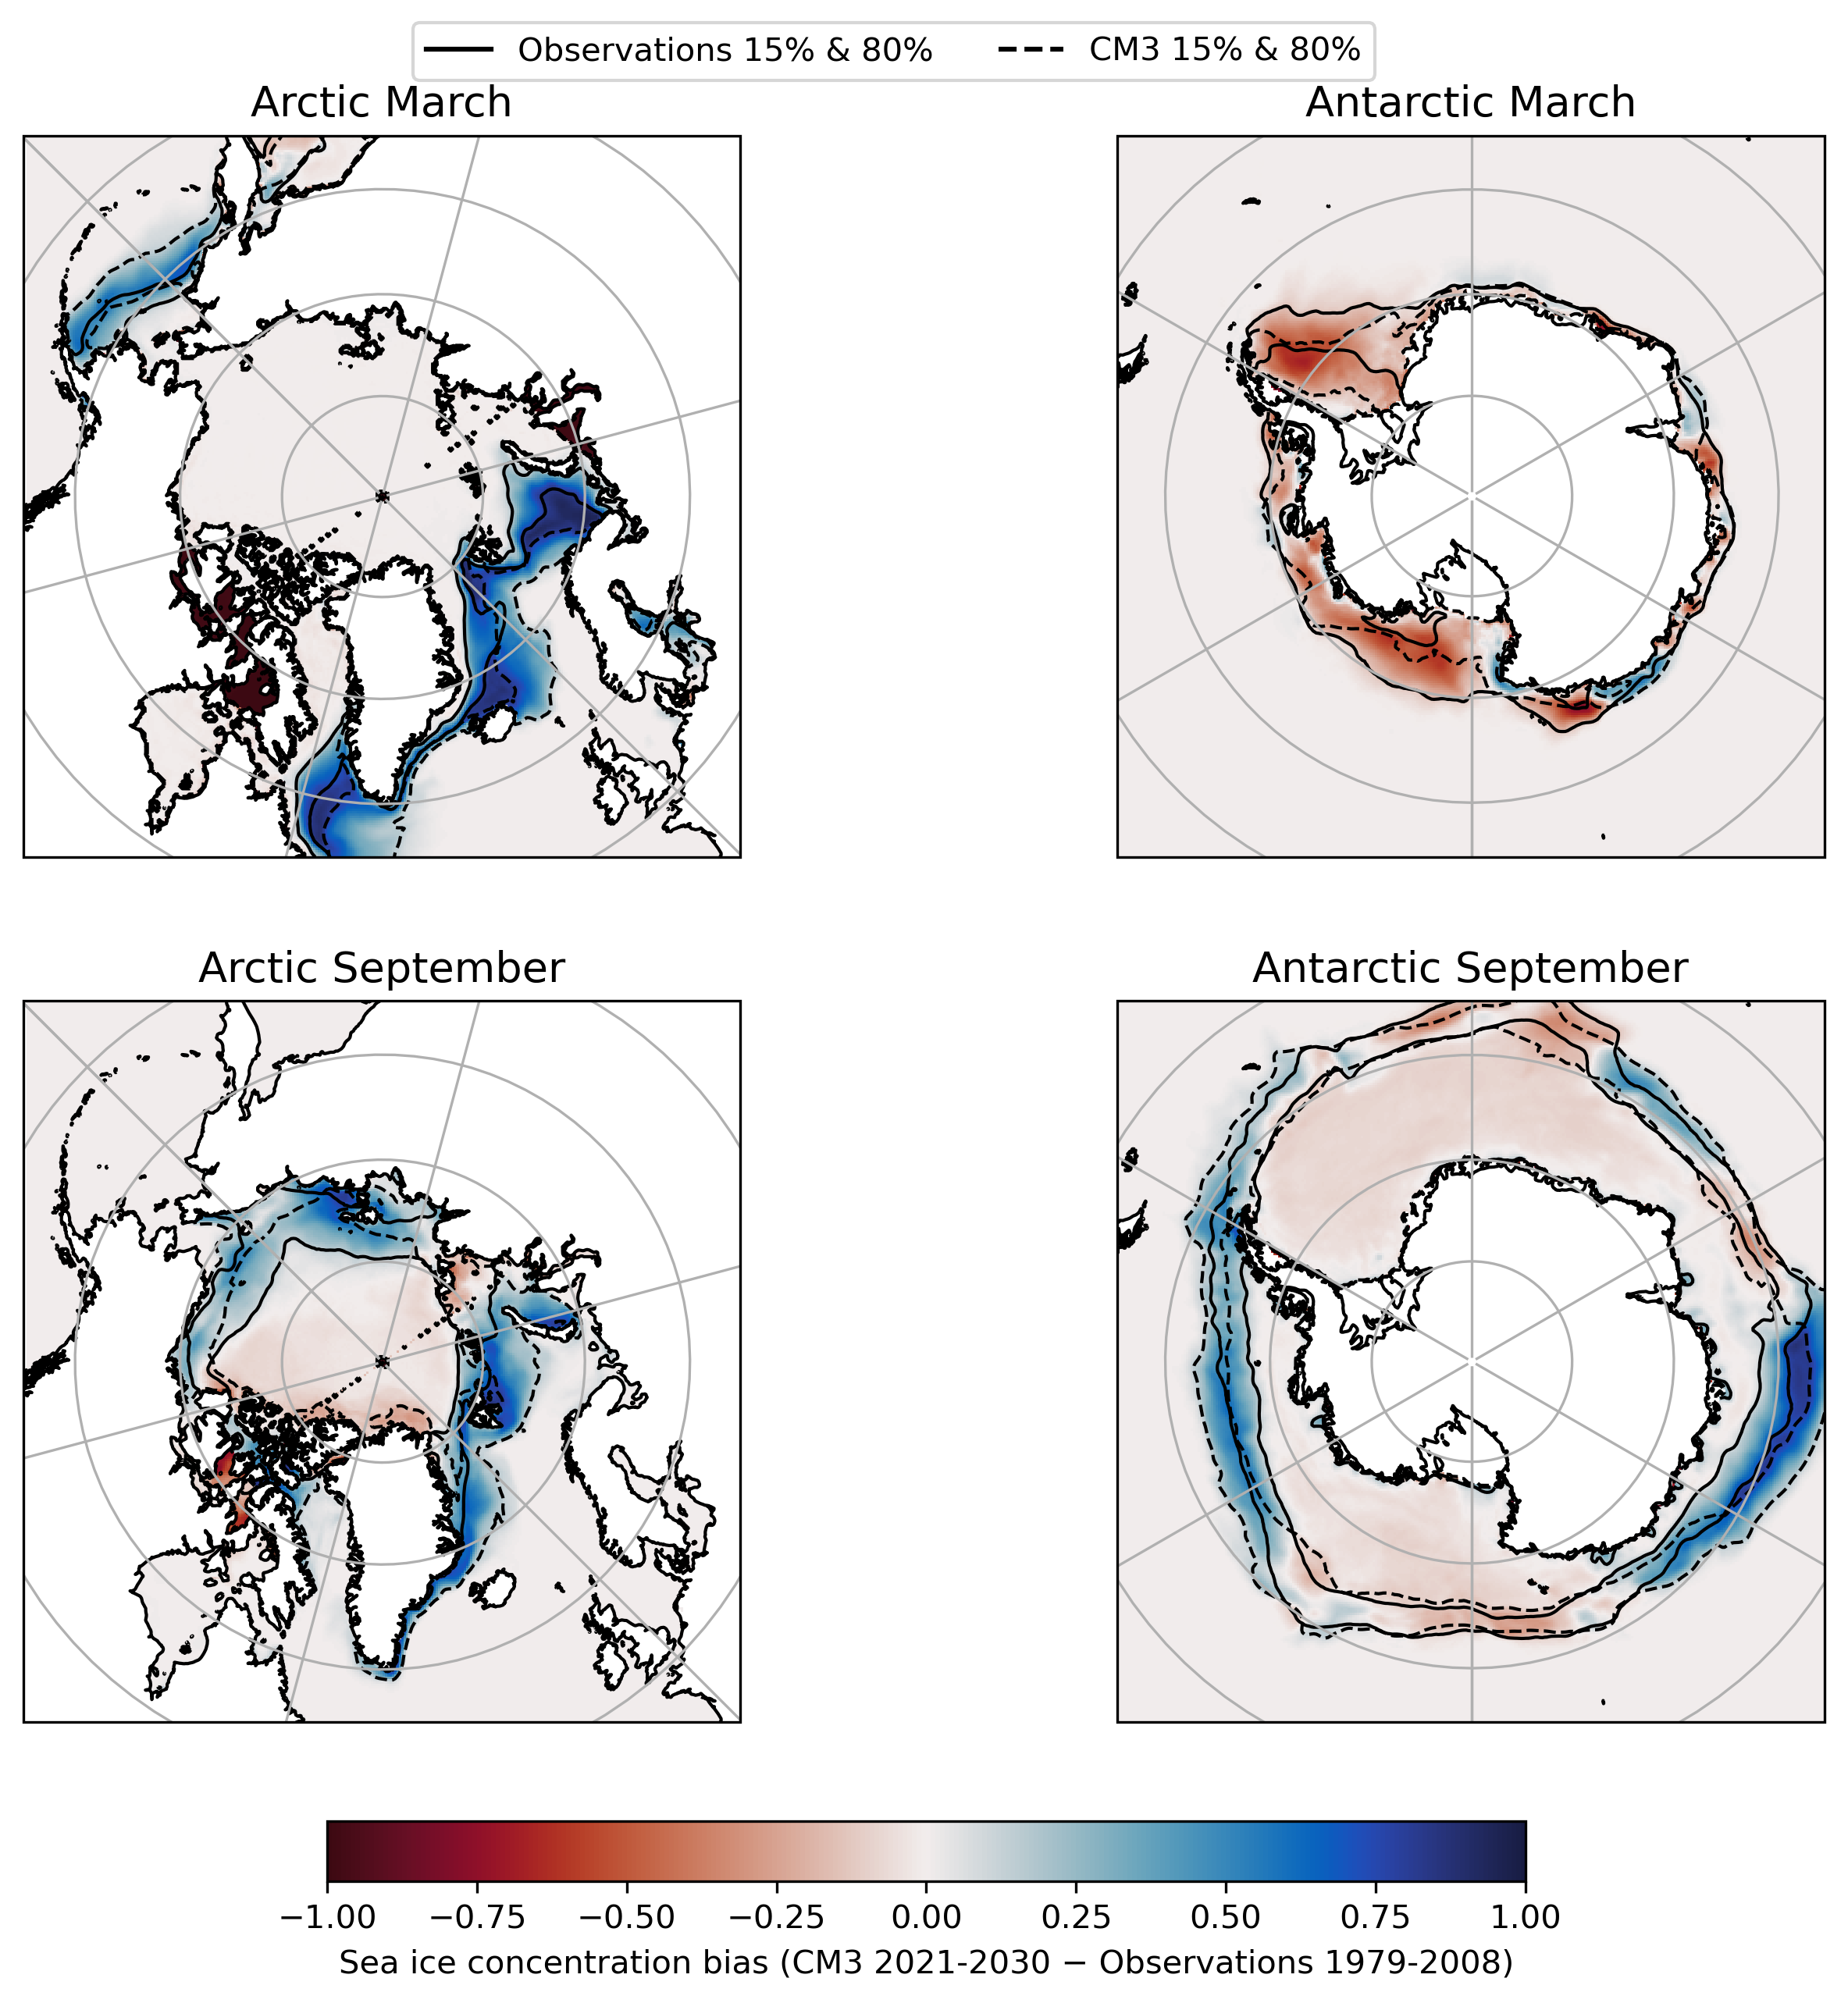 Observations 15% & 80%
CM3 15% & 80%
Arctic March
Antarctic March
Arctic September
Antarctic September
−1.00 −0.75 −0.50 −0.25 0.00 0.25 0.50 0.75 1.00
Sea ice concentration bias (CM3 2021-2030 − Observations 1979-2008)